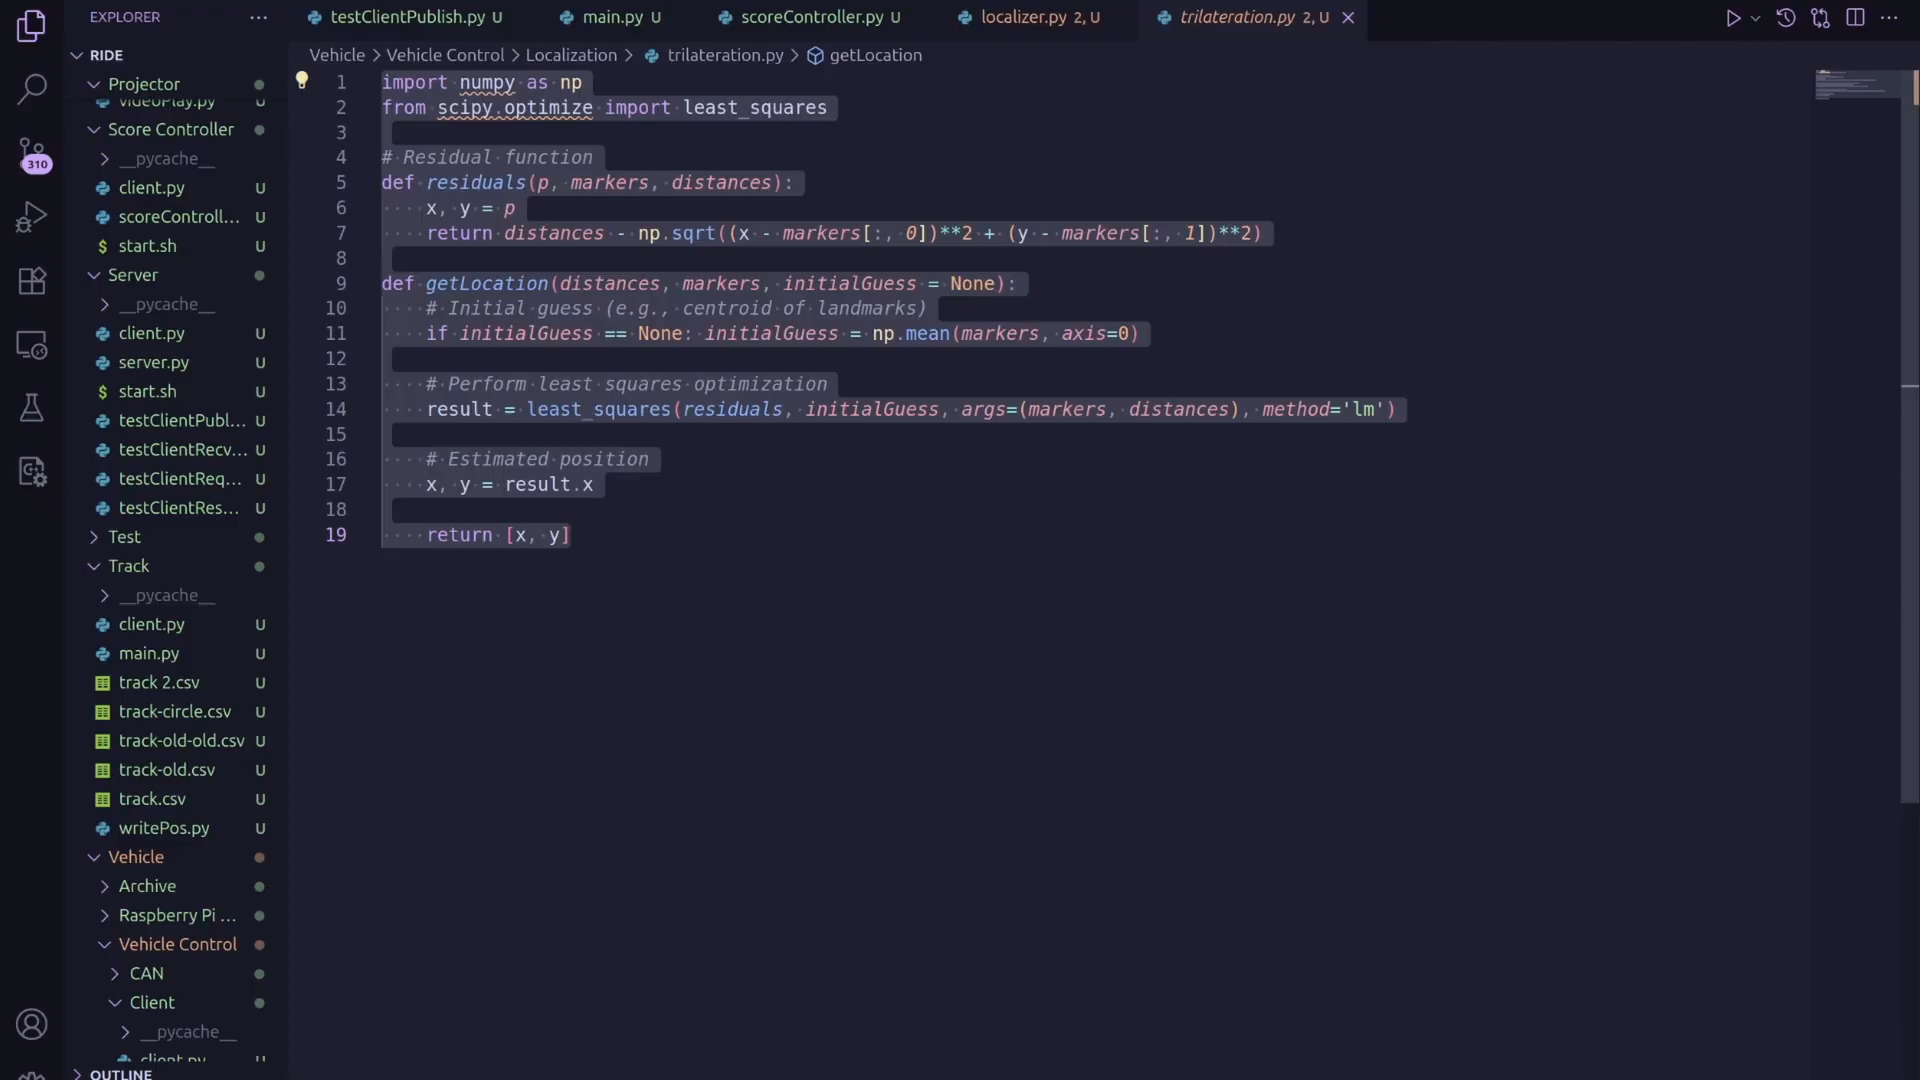 EXPLORER
testClientPublish.py U
main.py U
scoreController.py U
localizer.py 2, U
trilateration.py 2, U
RIDE
Vehicle > Vehicle Control > Localization > trilateration.py > getLocation
Projector
videoPlay.py
Score Controller
__pycache__
client.py U
scoreControll... U
start.sh U
Server
__pycache__
client.py U
server.py U
start.sh U
testClientPubl... U
testClientRecv... U
testClientReq... U
testClientRes... U
Test
Track
__pycache__
client.py U
main.py U
track 2.csv U
track-circle.csv U
track-old-old.csv U
track-old.csv U
track.csv U
writePos.py U
Vehicle
Archive
Raspberry Pi ...
Vehicle Control
CAN
Client
__pycache__
client.py U
OUTLINE
310
1 import numpy as np
2 from scipy.optimize import least_squares
3
4 # Residual function
5 def residuals(p, markers, distances):
6 x, y = p
7 return distances - np.sqrt((x - markers[:, 0])**2 + (y - markers[:, 1])**2)
8
9 def getLocation(distances, markers, initialGuess = None):
10 # Initial guess (e.g., centroid of landmarks)
11 if initialGuess == None: initialGuess = np.mean(markers, axis=0)
12
13 # Perform least squares optimization
14 result = least_squares(residuals, initialGuess, args=(markers, distances), method='lm')
15
16 # Estimated position
17 x, y = result.x
18
19 return [x, y]